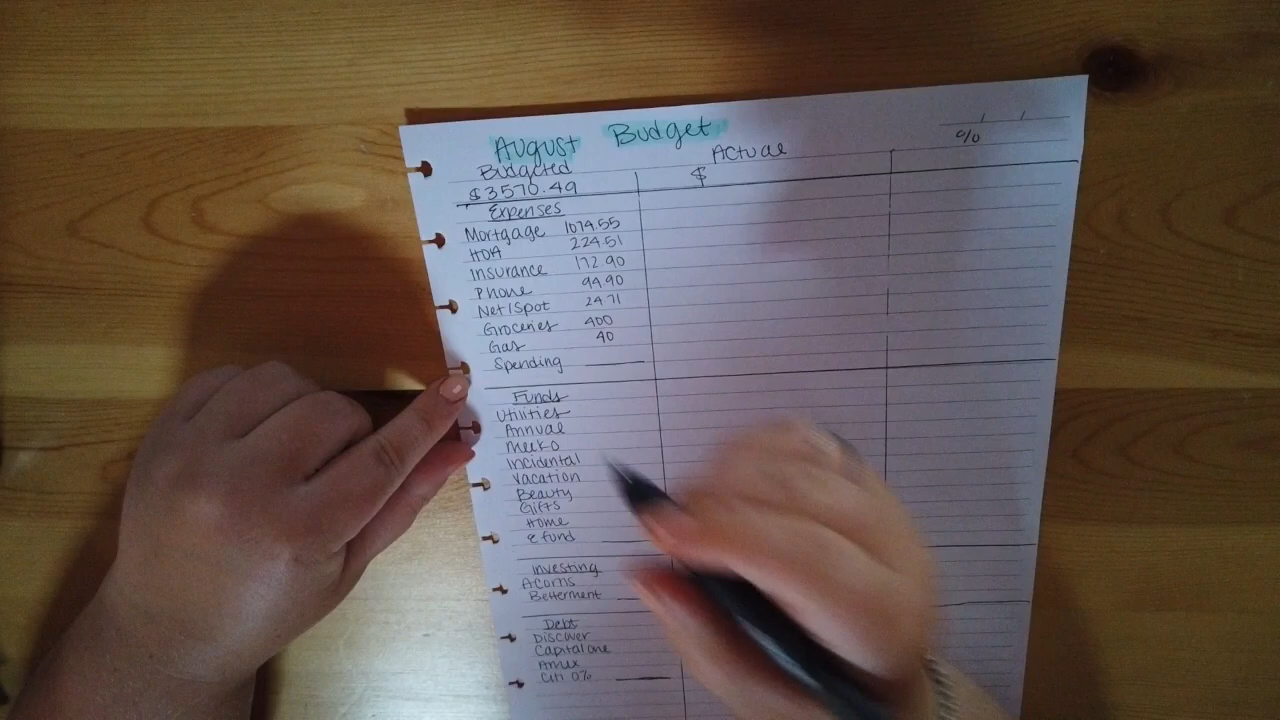 August Budget
Budgeted Actual %
$3570.49 $
Expenses
Mortgage 1074.55
HOA 224.51
Insurance 172.90
Phone 94.90
Net/Spot 24.71
Groceries 400
Gas 40
Spending
Funds
Utilities
Annual
Meeko
Incidental
Vacation
Beauty
Gifts
Home
E fund
Investing
Acorns
Betterment
Debt
Discover
Capital one
Amex
Citi 0%